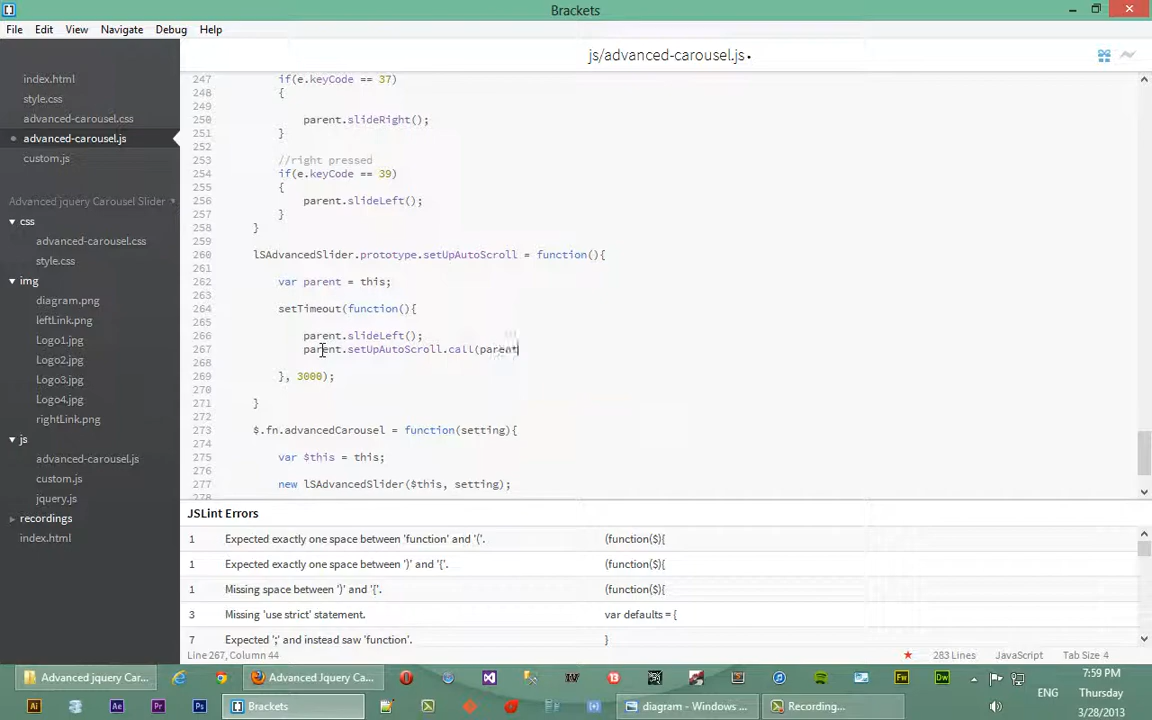 Brackets
File Edit View Navigate Debug Help
js/advanced-carousel.js •
index.html
style.css
advanced-carousel.css
advanced-carousel.js
custom.js
Advanced jquery Carousel Slider
css
advanced-carousel.css
style.css
img
diagram.png
leftLink.png
Logo1.jpg
Logo2.jpg
Logo3.jpg
Logo4.jpg
rightLink.png
js
advanced-carousel.js
custom.js
jquery.js
recordings
index.html
247 if(e.keyCode == 37)
248 {
249
250 parent.slideRight();
251 }
252
253 //right pressed
254 if(e.keyCode == 39)
255 {
256 parent.slideLeft();
257 }
258 }
259
260 lSAdvancedSlider.prototype.setUpAutoScroll = function(){
261
262 var parent = this;
263
264 setTimeout(function(){
265
266 parent.slideLeft();
267 parent.setUpAutoScroll.call(parent
268
269 }, 3000);
270
271 }
272
273 $.fn.advancedCarousel = function(setting){
274
275 var $this = this;
276
277 new lSAdvancedSlider($this, setting);
278
JSLint Errors
1 Expected exactly one space between 'function' and '('. (function($){
1 Expected exactly one space between ')' and '{'. (function($){
1 Missing space between ')' and '{'. (function($){
3 Missing 'use strict' statement. var defaults = {
7 Expected ';' and instead saw 'function'. }
Line 267, Column 44 283 Lines JavaScript Tab Size 4
Advanced jquery Car... Advanced Jquery Ca... 13 Fw Dw 7:59 PM
Ai Ae Pr Ps Brackets diagram - Windows ... Recording... ENG Thursday
3/28/2013